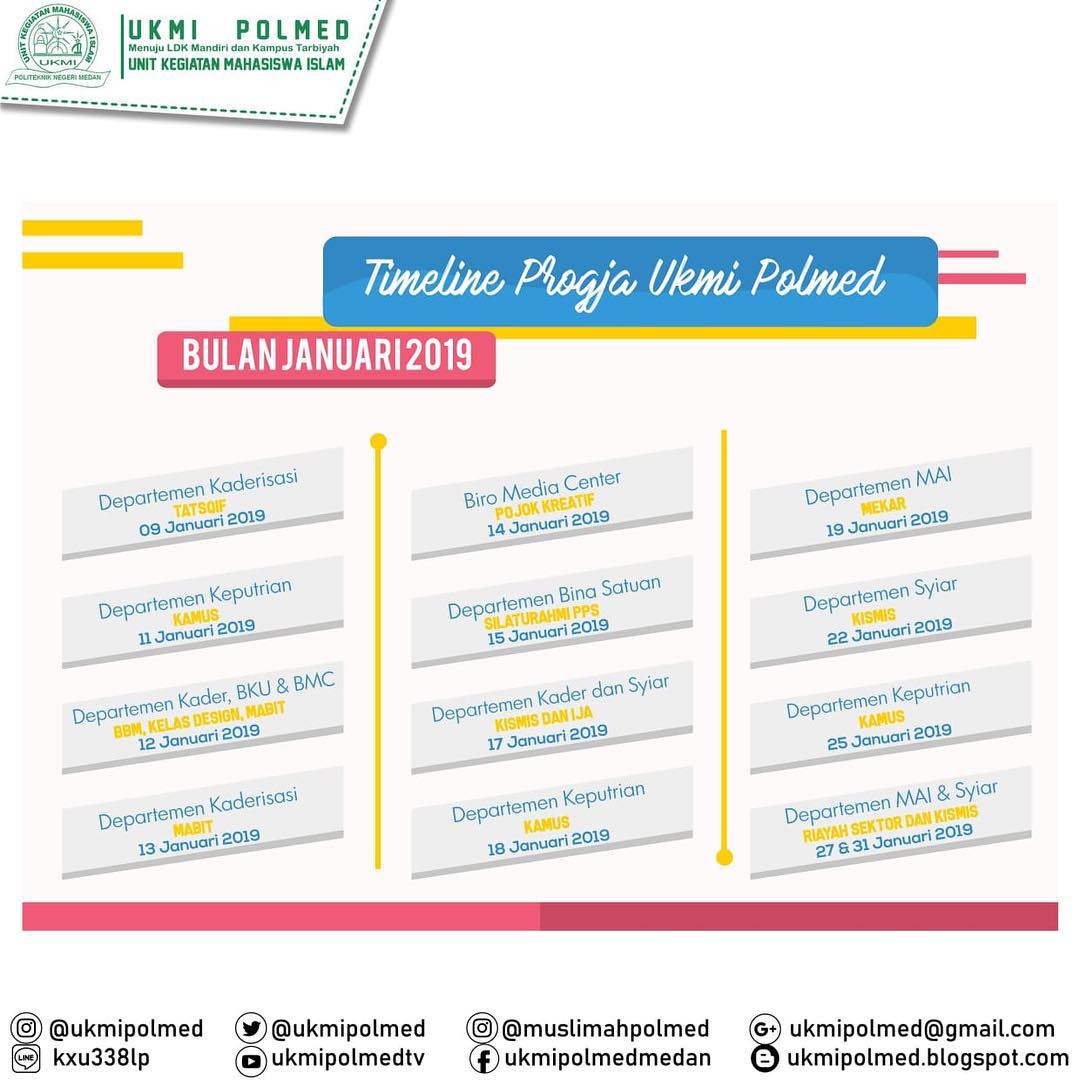 UNIT KEGIATAN MAHASISWA ISLAM
UKMI
POLITEKNIK NEGERI MEDAN
UKMI POLMED
Menuju LDK Mandiri dan Kampus Tarbiyah
UNIT KEGIATAN MAHASISWA ISLAM
Timeline Progja Ukmi Polmed
BULAN JANUARI 2019
Departemen Kaderisasi
TATSQIF
09 Januari 2019
Departemen Keputrian
KAMUS
11 Januari 2019
Departemen Kader, BKU & BMC
BBM, KELAS DESIGN, MABIT
12 Januari 2019
Departemen Kaderisasi
MABIT
13 Januari 2019
Biro Media Center
POJOK KREATIF
14 Januari 2019
Departemen Bina Satuan
SILATURAHMI PPS
15 Januari 2019
Departemen Kader dan Syiar
KISMIS DAN IJA
17 Januari 2019
Departemen Keputrian
KAMUS
18 Januari 2019
Departemen MAI
MEKAR
19 Januari 2019
Departemen Syiar
KISMIS
22 Januari 2019
Departemen Keputrian
KAMUS
25 Januari 2019
Departemen MAI & Syiar
RIAYAH SEKTOR DAN KISMIS
27 & 31 Januari 2019
@ukmipolmed
@ukmipolmed
@muslimahpolmed
G+ ukmipolmed@gmail.com
LINE kxu338lp
ukmipolmedtv
ukmipolmedmedan
ukmipolmed.blogspot.com